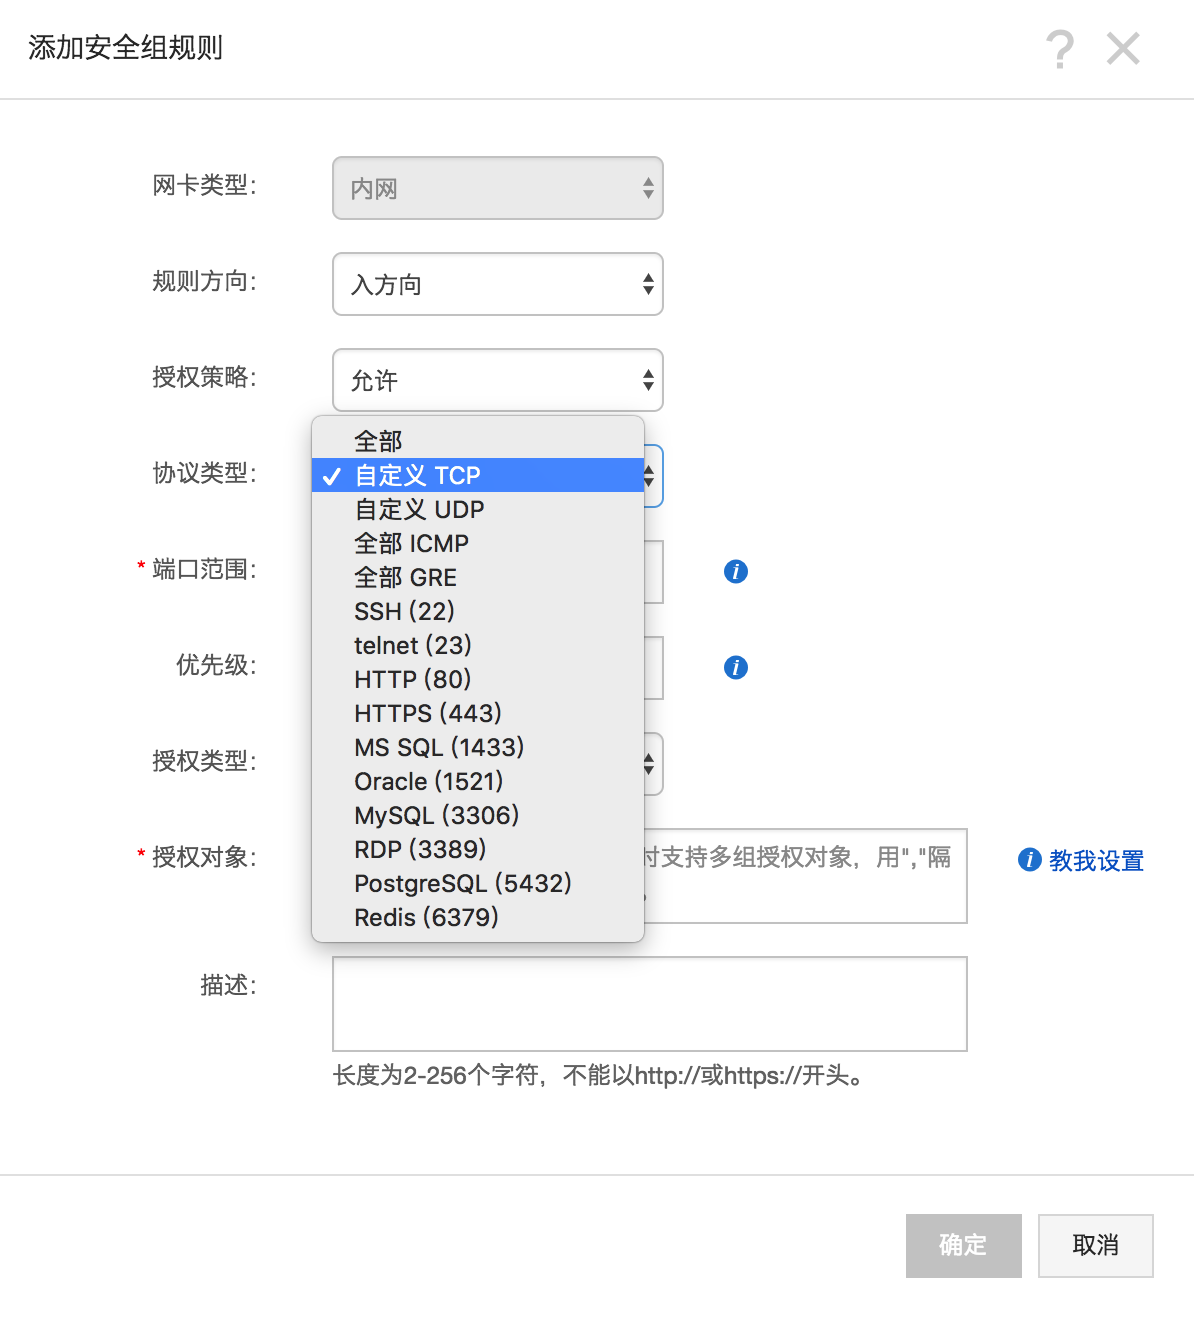 添加安全组规则
?
网卡类型：
内网
规则方向：
入方向
授权策略：
允许
协议类型：
全部
✓ 自定义 TCP
自定义 UDP
全部 ICMP
全部 GRE
SSH (22)
telnet (23)
HTTP (80)
HTTPS (443)
MS SQL (1433)
Oracle (1521)
MySQL (3306)
RDP (3389)
PostgreSQL (5432)
Redis (6379)
* 端口范围：
i
优先级：
i
授权类型：
* 授权对象：
支持多组授权对象，用","隔
i 教我设置
描述：
长度为2-256个字符，不能以http://或https://开头。
确定
取消